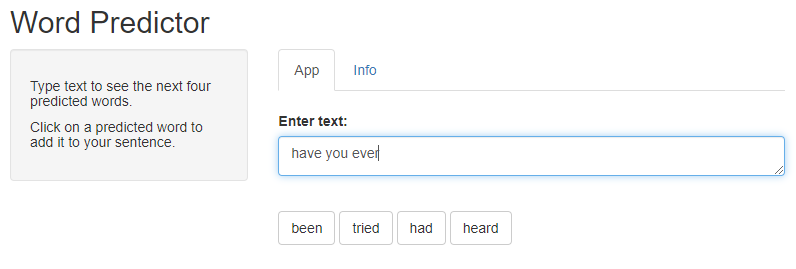 Word Predictor
Type text to see the next four
predicted words.
Click on a predicted word to
add it to your sentence.
App Info
Enter text:
have you ever
been tried had heard